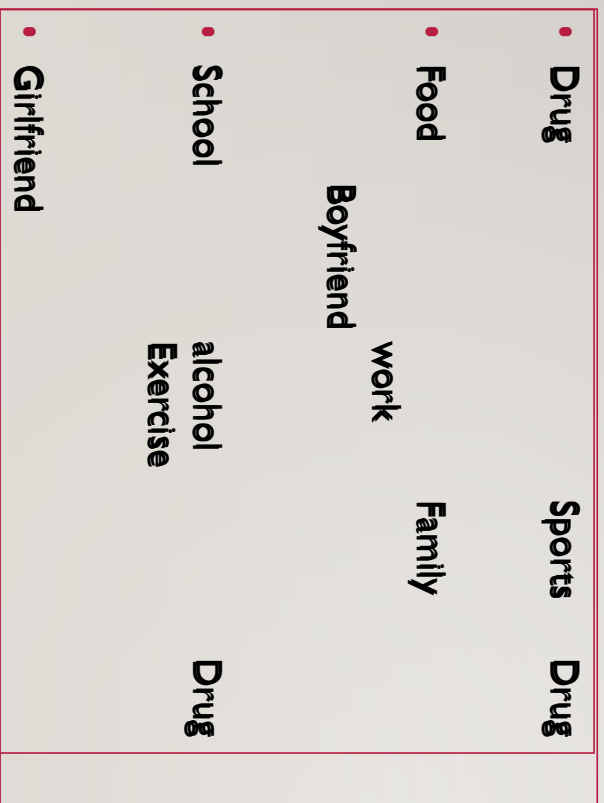 • Drug Sports Drug
• Food Family
work
Boyfriend
• School alcohol Drug
Exercise
• Girlfriend